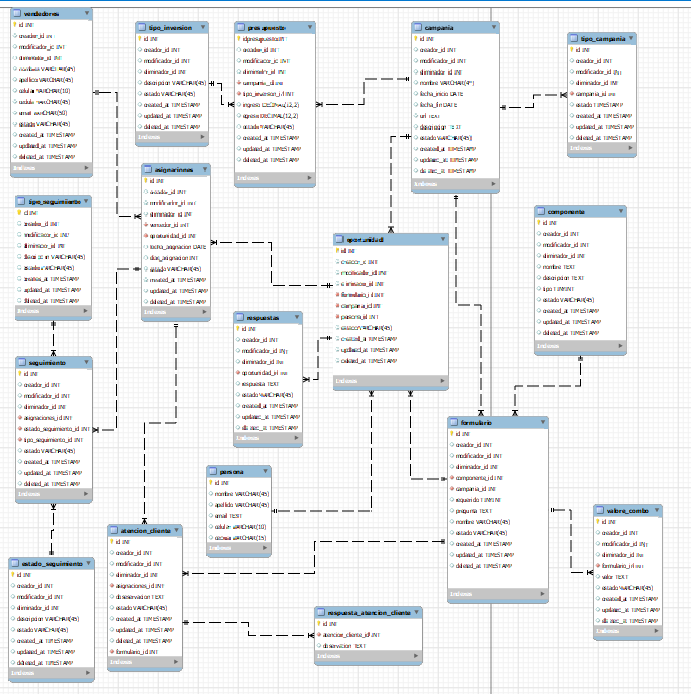 vendedores
id INT
creador_id INT
modificador_id INT
eliminador_id INT
nombres VARCHAR(45)
apellidos VARCHAR(45)
celular VARCHAR(10)
cedula VARCHAR(45)
email VARCHAR(50)
estado VARCHAR(45)
created_at TIMESTAMP
updated_at TIMESTAMP
deleted_at TIMESTAMP
Indexes
tipo_inversion
id INT
creador_id INT
modificador_id INT
eliminador_id INT
descripcion VARCHAR(45)
estado VARCHAR(45)
created_at TIMESTAMP
updated_at TIMESTAMP
deleted_at TIMESTAMP
Indexes
presupuesto
idpresupuesto INT
creador_id INT
modificador_id INT
eliminador_id INT
campania_id INT
tipo_inversion_id INT
ingreso DECIMAL(12,2)
egreso DECIMAL(12,2)
estado VARCHAR(45)
created_at TIMESTAMP
updated_at TIMESTAMP
deleted_at TIMESTAMP
Indexes
campania
id INT
creador_id INT
modificador_id INT
eliminador_id INT
nombre VARCHAR(45)
fecha_inicio DATE
fecha_fin DATE
url TEXT
descripcion TEXT
estado VARCHAR(45)
created_at TIMESTAMP
updated_at TIMESTAMP
deleted_at TIMESTAMP
Indexes
tipo_campania
id INT
creador_id INT
modificador_id INT
eliminador_id INT
campania_id INT
estado TIMESTAMP
created_at TIMESTAMP
updated_at TIMESTAMP
deleted_at TIMESTAMP
Indexes
asignaciones
id INT
creador_id INT
modificador_id INT
eliminador_id INT
vendedor_id INT
oportunidad_id INT
fecha_asignacion DATE
estado VARCHAR(45)
created_at TIMESTAMP
updated_at TIMESTAMP
deleted_at TIMESTAMP
Indexes
tipo_seguimiento
id INT
creador_id INT
modificador_id INT
eliminador_id INT
descripcion VARCHAR(45)
estado VARCHAR(45)
created_at TIMESTAMP
updated_at TIMESTAMP
deleted_at TIMESTAMP
Indexes
oportunidad
id INT
creador_id INT
modificador_id INT
eliminador_id INT
formulario_id INT
campania_id INT
persona_id INT
estado VARCHAR(45)
created_at TIMESTAMP
updated_at TIMESTAMP
deleted_at TIMESTAMP
Indexes
componente
id INT
creador_id INT
modificador_id INT
eliminador_id INT
nombre TEXT
descripcion TEXT
tipo TINYINT
estado VARCHAR(45)
created_at TIMESTAMP
updated_at TIMESTAMP
deleted_at TIMESTAMP
Indexes
respuestas
id INT
creador_id INT
modificador_id INT
eliminador_id INT
oportunidad_id INT
respuesta TEXT
estado VARCHAR(45)
created_at TIMESTAMP
updated_at TIMESTAMP
deleted_at TIMESTAMP
Indexes
seguimiento
id INT
creador_id INT
modificador_id INT
eliminador_id INT
asignaciones_id INT
estado_seguimiento_id INT
tipo_seguimiento_id INT
estado VARCHAR(45)
created_at TIMESTAMP
updated_at TIMESTAMP
deleted_at TIMESTAMP
Indexes
formulario
id INT
creador_id INT
modificador_id INT
eliminador_id INT
componente_id INT
campania_id INT
requerido TINYINT
pregunta TEXT
nombre VARCHAR(45)
estado VARCHAR(45)
created_at TIMESTAMP
updated_at TIMESTAMP
deleted_at TIMESTAMP
Indexes
persona
id INT
nombre VARCHAR(45)
apellido VARCHAR(45)
email TEXT
celular VARCHAR(10)
cedula VARCHAR(15)
Indexes
valore_combo
id INT
creador_id INT
modificador_id INT
eliminador_id INT
formulario_id INT
valor TEXT
estado VARCHAR(45)
created_at TIMESTAMP
updated_at TIMESTAMP
deleted_at TIMESTAMP
Indexes
atencion_cliente
id INT
creador_id INT
modificador_id INT
eliminador_id INT
asignaciones_id INT
observacion TEXT
estado VARCHAR(45)
created_at TIMESTAMP
updated_at TIMESTAMP
deleted_at TIMESTAMP
formulario_id INT
Indexes
estado_seguimiento
id INT
creador_id INT
modificador_id INT
eliminador_id INT
descripcion VARCHAR(45)
estado VARCHAR(45)
created_at TIMESTAMP
updated_at TIMESTAMP
deleted_at TIMESTAMP
Indexes
respuesta_atencion_cliente
id INT
atencion_cliente_id INT
observacion TEXT
Indexes